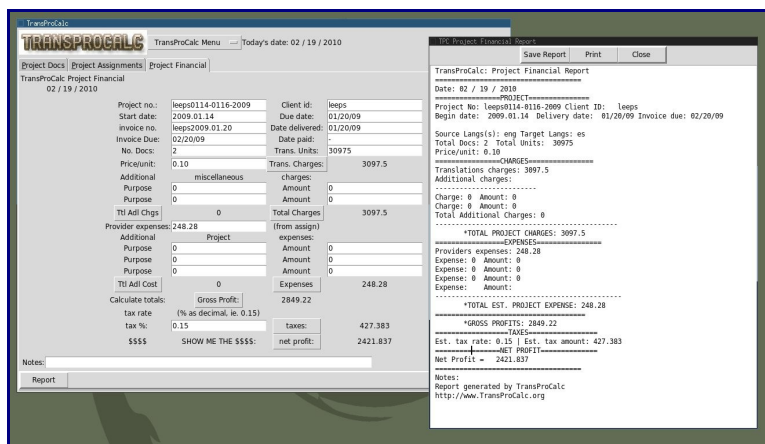 TransProCalc
TRANSPROCALC TransProCalc Menu Today's date: 02 / 19 / 2010
Project Docs Project Assignments Project Financial
TransProCalc Project Financial
02 / 19 / 2010
Project no.: leeps0114-0116-2009 Client id: leeps
Start date: 2009.01.14 Due date: 01/20/09
invoice no. leeps2009.01.20 Date delivered: 01/20/09
Invoice Due: 02/20/09 Date paid: -
No. Docs: 2 Trans. Units: 30975
Price/unit: 0.10 Trans. Charges: 3097.5
Additional miscellaneous charges:
Purpose 0 Amount 0
Purpose 0 Amount 0
Ttl Adl Chgs 0 Total Charges 3097.5
Provider expenses: 248.28 (from assign)
Additional Project expenses:
Purpose 0 Amount 0
Purpose 0 Amount 0
Purpose 0 Amount 0
Ttl Adl Cost 0 Expenses 248.28
Calculate totals: Gross Profit: 2849.22
tax rate (% as decimal, ie. 0.15)
tax %: 0.15 taxes: 427.383
$$$$ SHOW ME THE $$$$: net profit: 2421.837
Notes:
Report
TPC Project Financial Report
Save Report Print Close
TransProCalc: Project Financial Report
====================================
Date: 02 / 19 / 2010
================PROJECT================
Project No: leeps0114-0116-2009 Client ID: leeps
Begin date: 2009.01.14 Delivery date: 01/20/09 Invoice due: 02/20/09
Source Langs(s): eng Target Langs: es
Total Docs: 2 Total Units: 30975
Price/unit: 0.10
================CHARGES================
Translations charges: 3097.5
Additional charges:
-------------------------
Charge: 0 Amount: 0
Charge: 0 Amount: 0
Total Additional Charges: 0
---------------------------------------------
*TOTAL PROJECT CHARGES: 3097.5
=================EXPENSES================
Providers expenses: 248.28
Expense: 0 Amount: 0
Expense: 0 Amount: 0
Expense: 0 Amount: 0
Expense: Amount:
----------------------------------------------
*TOTAL EST. PROJECT EXPENSE: 248.28
=====================================
*GROSS PROFITS: 2849.22
==================TAXES=================
Est. tax rate: 0.15 | Est. tax amount: 427.383
================NET PROFIT==============
Net Profit = 2421.837
====================================
Notes:
Report generated by TransProCalc
http://www.TransProCalc.org